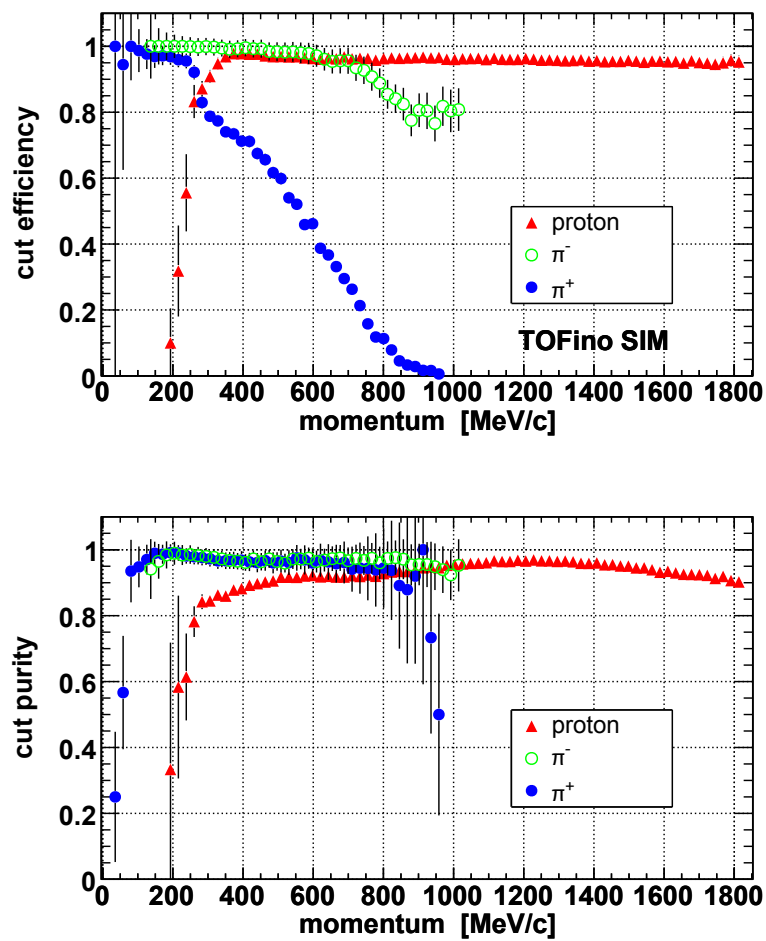 cut efficiency
1
0.8
0.6
0.4
0.2
0
proton
π-
π+
TOFino SIM
0 200 400 600 800 1000 1200 1400 1600 1800
momentum [MeV/c]
cut purity
1
0.8
0.6
0.4
0.2
0
proton
π-
π+
0 200 400 600 800 1000 1200 1400 1600 1800
momentum [MeV/c]